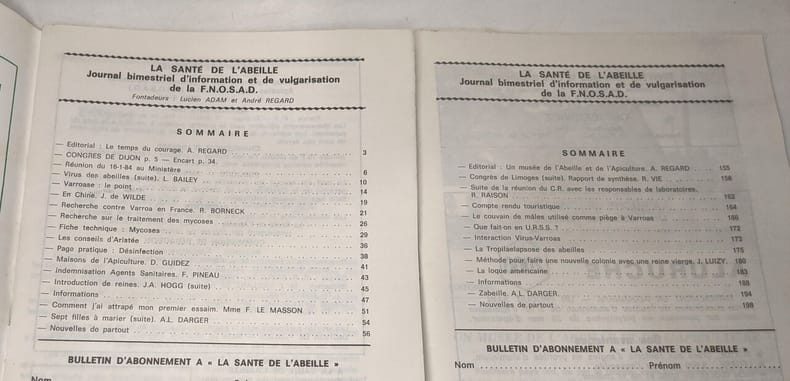 LA SANTÉ DE L'ABEILLE
Journal bimestriel d'information et de vulgarisation
de la F.N.O.S.A.D.
Fontadeurs : Lucien ADAM et André REGARD
SOMMAIRE
— Editorial : Le temps du courage. A. REGARD 3
— CONGRES DE DIJON p. 5 — Encart p. 34.
— Réunion du 16-1-84 au Ministère 6
— Virus des abeilles (suite). L. BAILEY 10
— Varroase : le point 14
— En Chine. J. de WILDE 19
— Recherche contre Varroa en France. R. BORNECK 21
— Recherche sur le traitement des mycoses 26
— Fiche technique : Mycoses 29
— Les conseils d'Aristée 36
— Page pratique : Désinfection 38
— Maisons de l'Apiculture. D. GUIDEZ 41
— Indemnisation Agents Sanitaires. F. PINEAU 43
— Introduction de reines. J.A. HOGG (suite) 45
— Informations 47
— Comment j'ai attrapé mon premier essaim. Mme F. LE MASSON 51
— Sept filles à marier (suite). A.L. DARGER 54
— Nouvelles de partout 56
BULLETIN D'ABONNEMENT A « LA SANTE DE L'ABEILLE »
Nom
LA SANTÉ DE L'ABEILLE
Journal bimestriel d'information et de vulgarisation
de la F.N.O.S.A.D.
SOMMAIRE
— Editorial : Un musée de l'Abeille et de l'Apiculture. A. REGARD 155
— Congrès de Limoges (suite). Rapport de synthèse. R. VIE 158
— Suite de la réunion du C.R. avec les responsables de laboratoires.
R. RAISON 162
— Compte rendu touristique 164
— Le couvain de mâles utilisé comme piège à Varroas 166
— Que fait-on en U.R.S.S. ? 172
— Interaction Virus-Varroas 173
— La Tropilaelapsose des abeilles 175
— Méthode pour faire une nouvelle colonie avec une reine vierge. J. LUIZY. 180
— La loque américaine 183
— Informations 188
— Zabeille. A.L. DARGER 194
— Nouvelles de partout 198
BULLETIN D'ABONNEMENT A « LA SANTE DE L'ABEILLE »
Nom Prénom